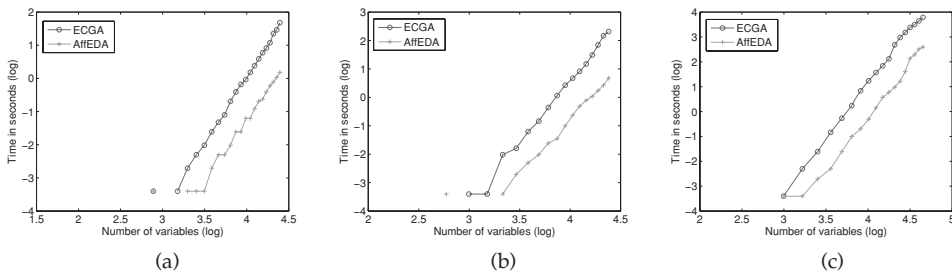 2
1
0
−1
−2
−3
−4
Time in seconds (log)
ECGA
AffEDA
1.5 2 2.5 3 3.5 4 4.5
Number of variables (log)
(a)
3
2
1
0
−1
−2
−3
−4
Time in seconds (log)
ECGA
AffEDA
2 2.5 3 3.5 4 4.5
Number of variables (log)
(b)
4
3
2
1
0
−1
−2
−3
−4
Time in seconds (log)
ECGA
AffEDA
2 2.5 3 3.5 4 4.5 5
Number of variables (log)
(c)